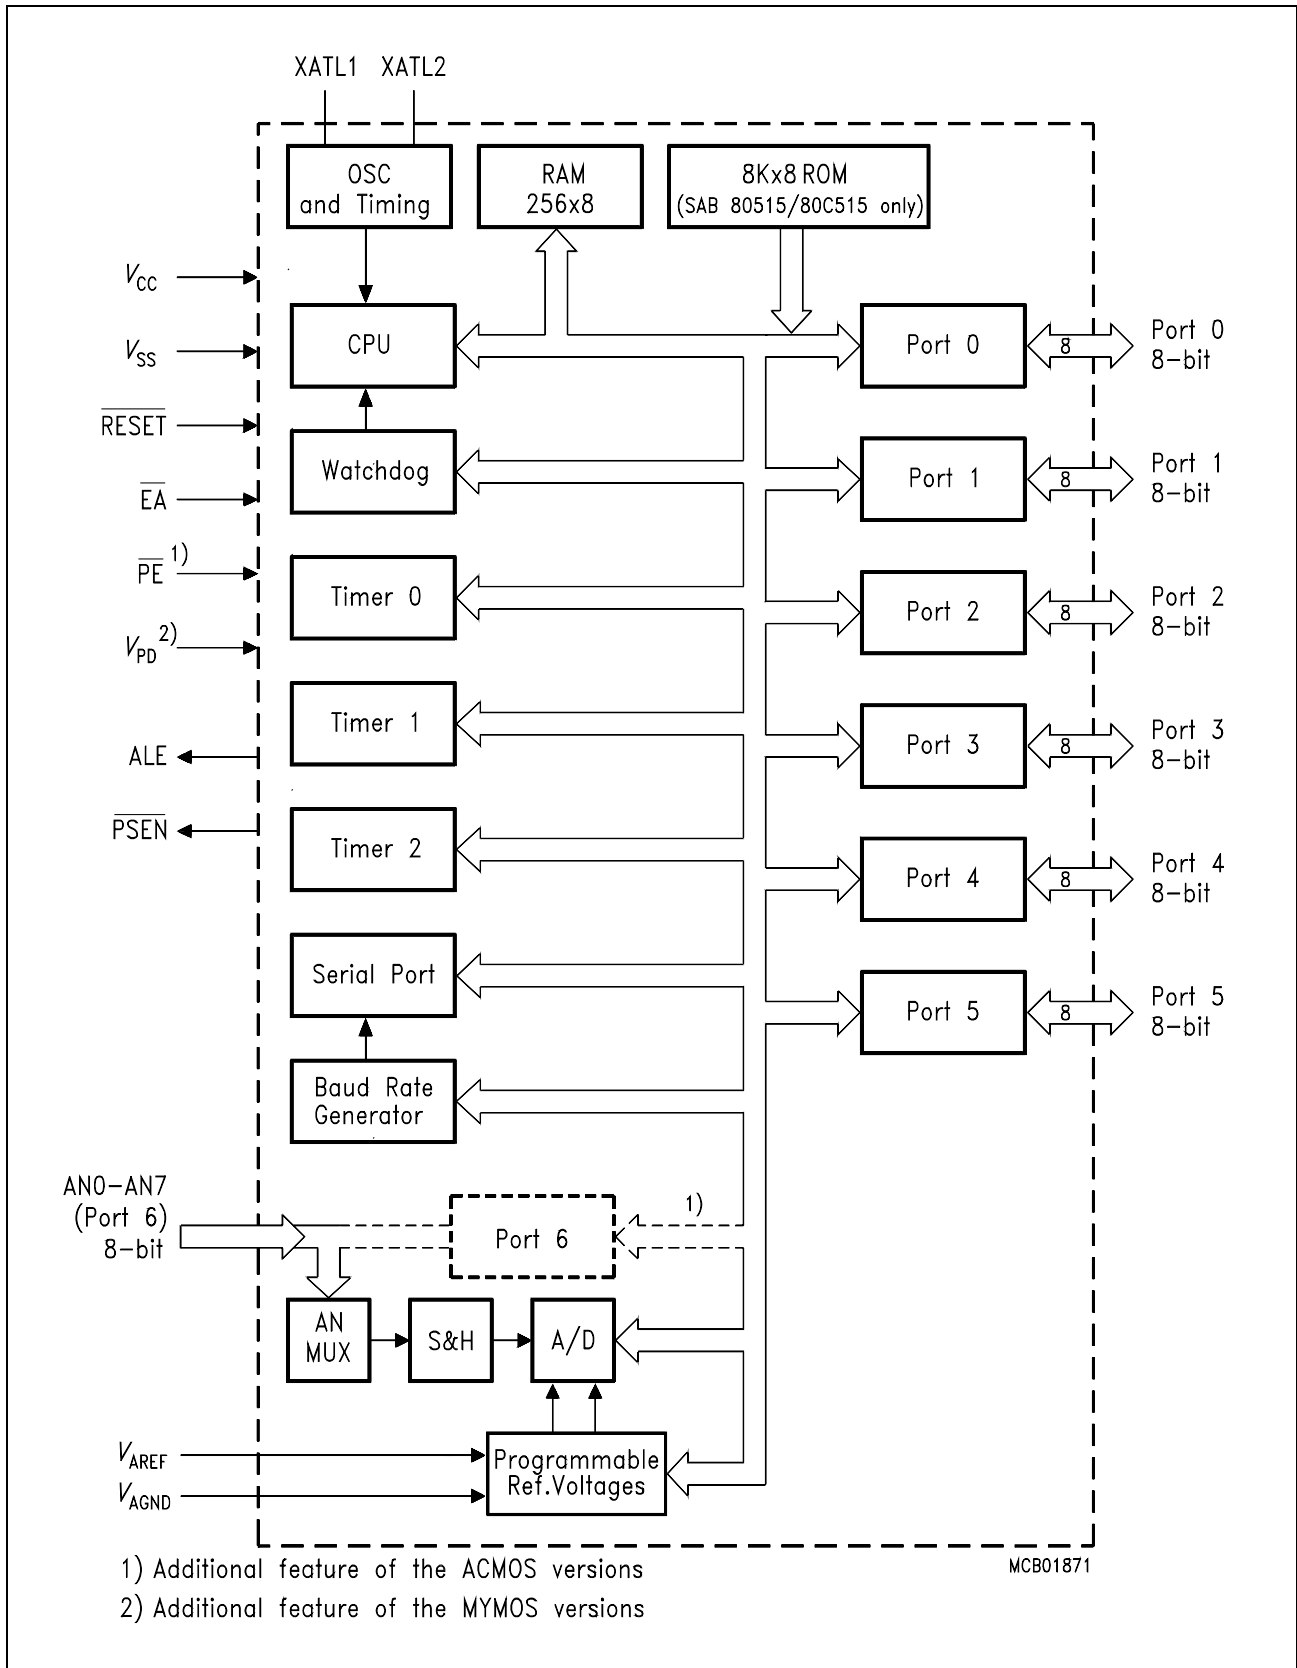 XATL1 XATL2
OSC
and Timing
RAM
256x8
8Kx8 ROM
(SAB 80515/80C515 only)
VCC
VSS
RESET
EA
PE 1)
VPD 2)
ALE
PSEN
CPU
Watchdog
Timer 0
Timer 1
Timer 2
Serial Port
Baud Rate
Generator
Port 0
8
Port 0
8-bit
Port 1
8
Port 1
8-bit
Port 2
8
Port 2
8-bit
Port 3
8
Port 3
8-bit
Port 4
8
Port 4
8-bit
Port 5
8
Port 5
8-bit
AN0-AN7
(Port 6)
8-bit
Port 6
1)
AN
MUX
S&H
A/D
VAREF
VAGND
Programmable
Ref.Voltages
MCB01871
1) Additional feature of the ACMOS versions
2) Additional feature of the MYMOS versions